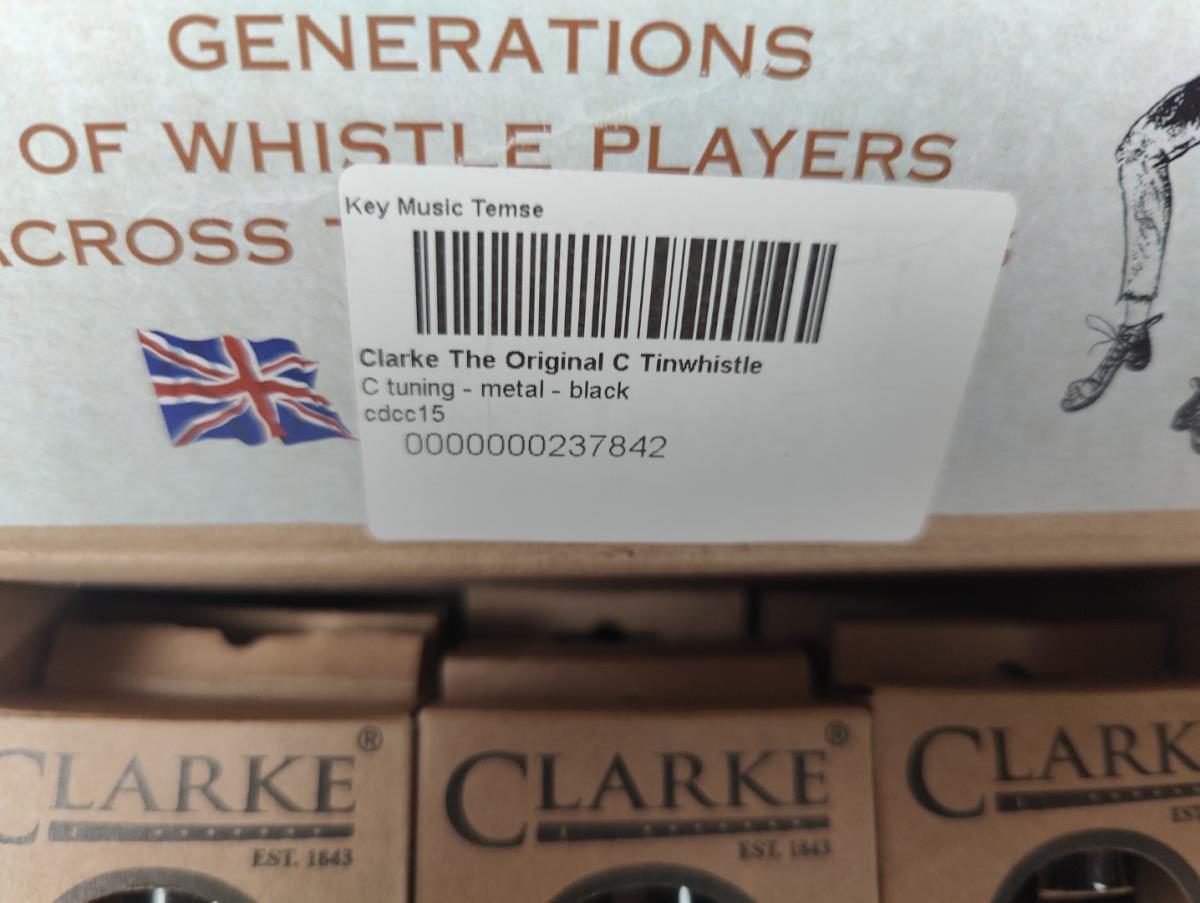 GENERATIONS
OF WHISTLE PLAYERS
ACROSS
Key Music Temse
Clarke The Original C Tinwhistle
C tuning - metal - black
cdcc15
0000000237842
CLARKE®
EST. 1843
CLARKE®
EST. 1843
CLARK